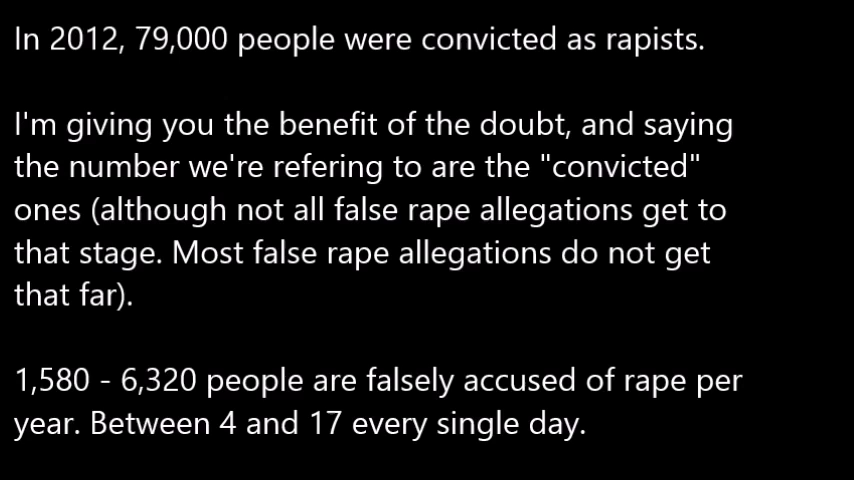 In 2012, 79,000 people were convicted as rapists.
I'm giving you the benefit of the doubt, and saying
the number we're refering to are the "convicted"
ones (although not all false rape allegations get to
that stage. Most false rape allegations do not get
that far).
1,580 - 6,320 people are falsely accused of rape per
year. Between 4 and 17 every single day.